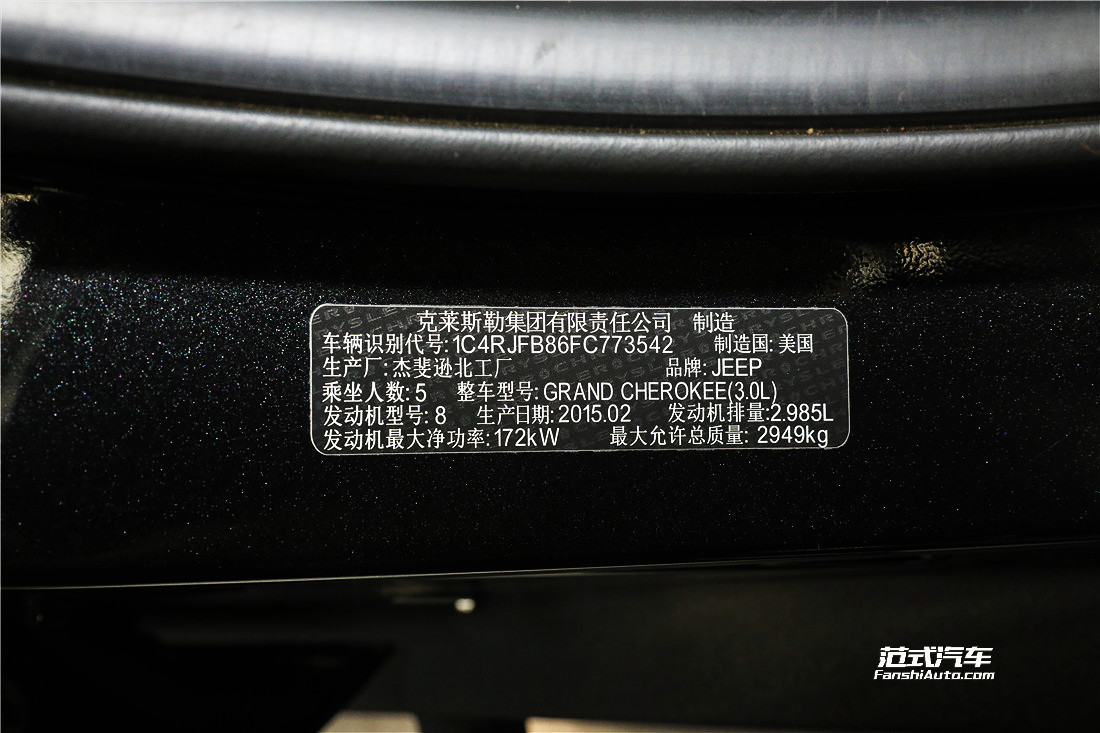 克莱斯勒集团有限责任公司 制造
车辆识别代号:1C4RJFB86FC773542 制造国:美国
生产厂:杰斐逊北工厂 品牌:JEEP
乘坐人数:5 整车型号:GRAND CHEROKEE(3.0L)
发动机型号:8 生产日期:2015.02 发动机排量:2.985L
发动机最大净功率:172kW 最大允许总质量:2949kg
范式汽车
FanshiAuto.com